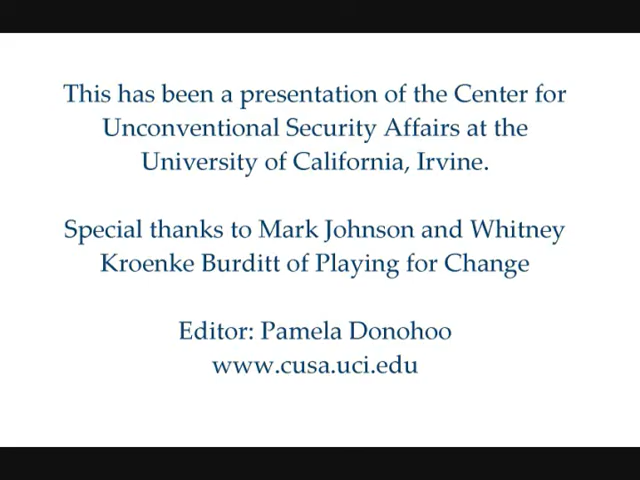 This has been a presentation of the Center for
Unconventional Security Affairs at the
University of California, Irvine.
Special thanks to Mark Johnson and Whitney
Kroenke Burditt of Playing for Change
Editor: Pamela Donohoo
www.cusa.uci.edu